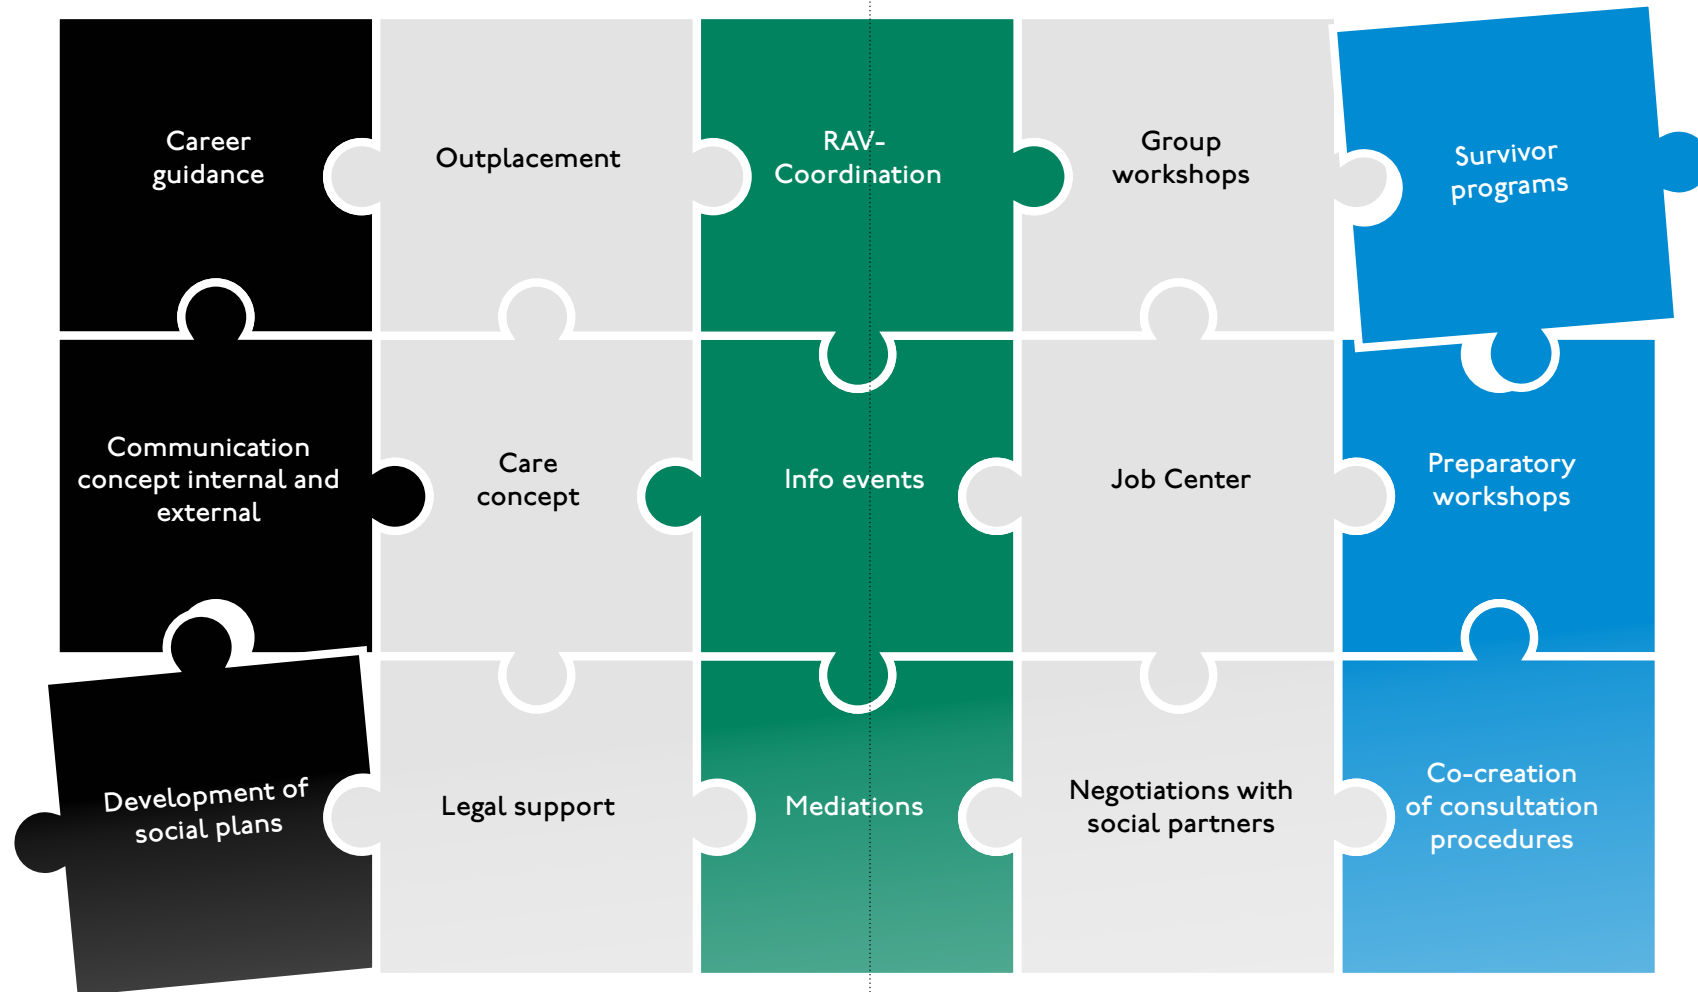 Career
guidance
Outplacement
RAV-
Coordination
Group
workshops
Survivor
programs
Communication
concept internal and
external
Care
concept
Info events
Job Center
Preparatory
workshops
Development of
social plans
Legal support
Mediations
Negotiations with
social partners
Co-creation
of consultation
procedures